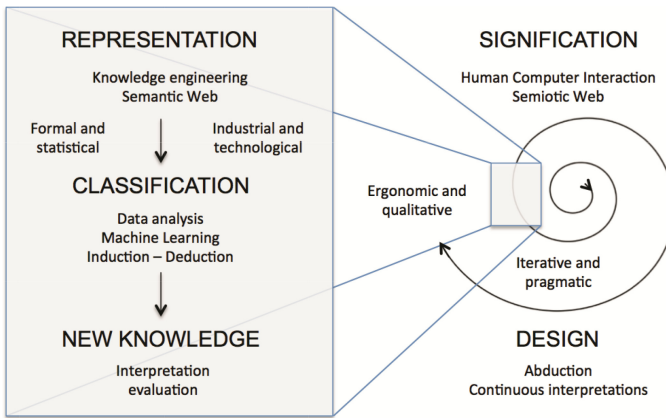 REPRESENTATION
Knowledge engineering
Semantic Web
Formal and
statistical
Industrial and
technological
CLASSIFICATION
Data analysis
Machine Learning
Induction – Deduction
NEW KNOWLEDGE
Interpretation
evaluation
SIGNIFICATION
Human Computer Interaction
Semiotic Web
Ergonomic and
qualitative
Iterative and
pragmatic
DESIGN
Abduction
Continuous interpretations